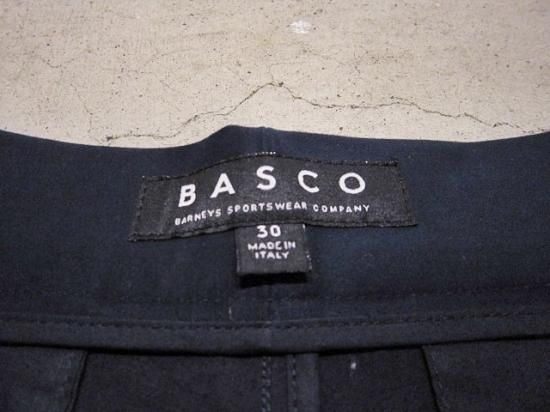 BASCO
BARNEYS SPORTSWEAR COMPANY
30
MADE IN
ITALY